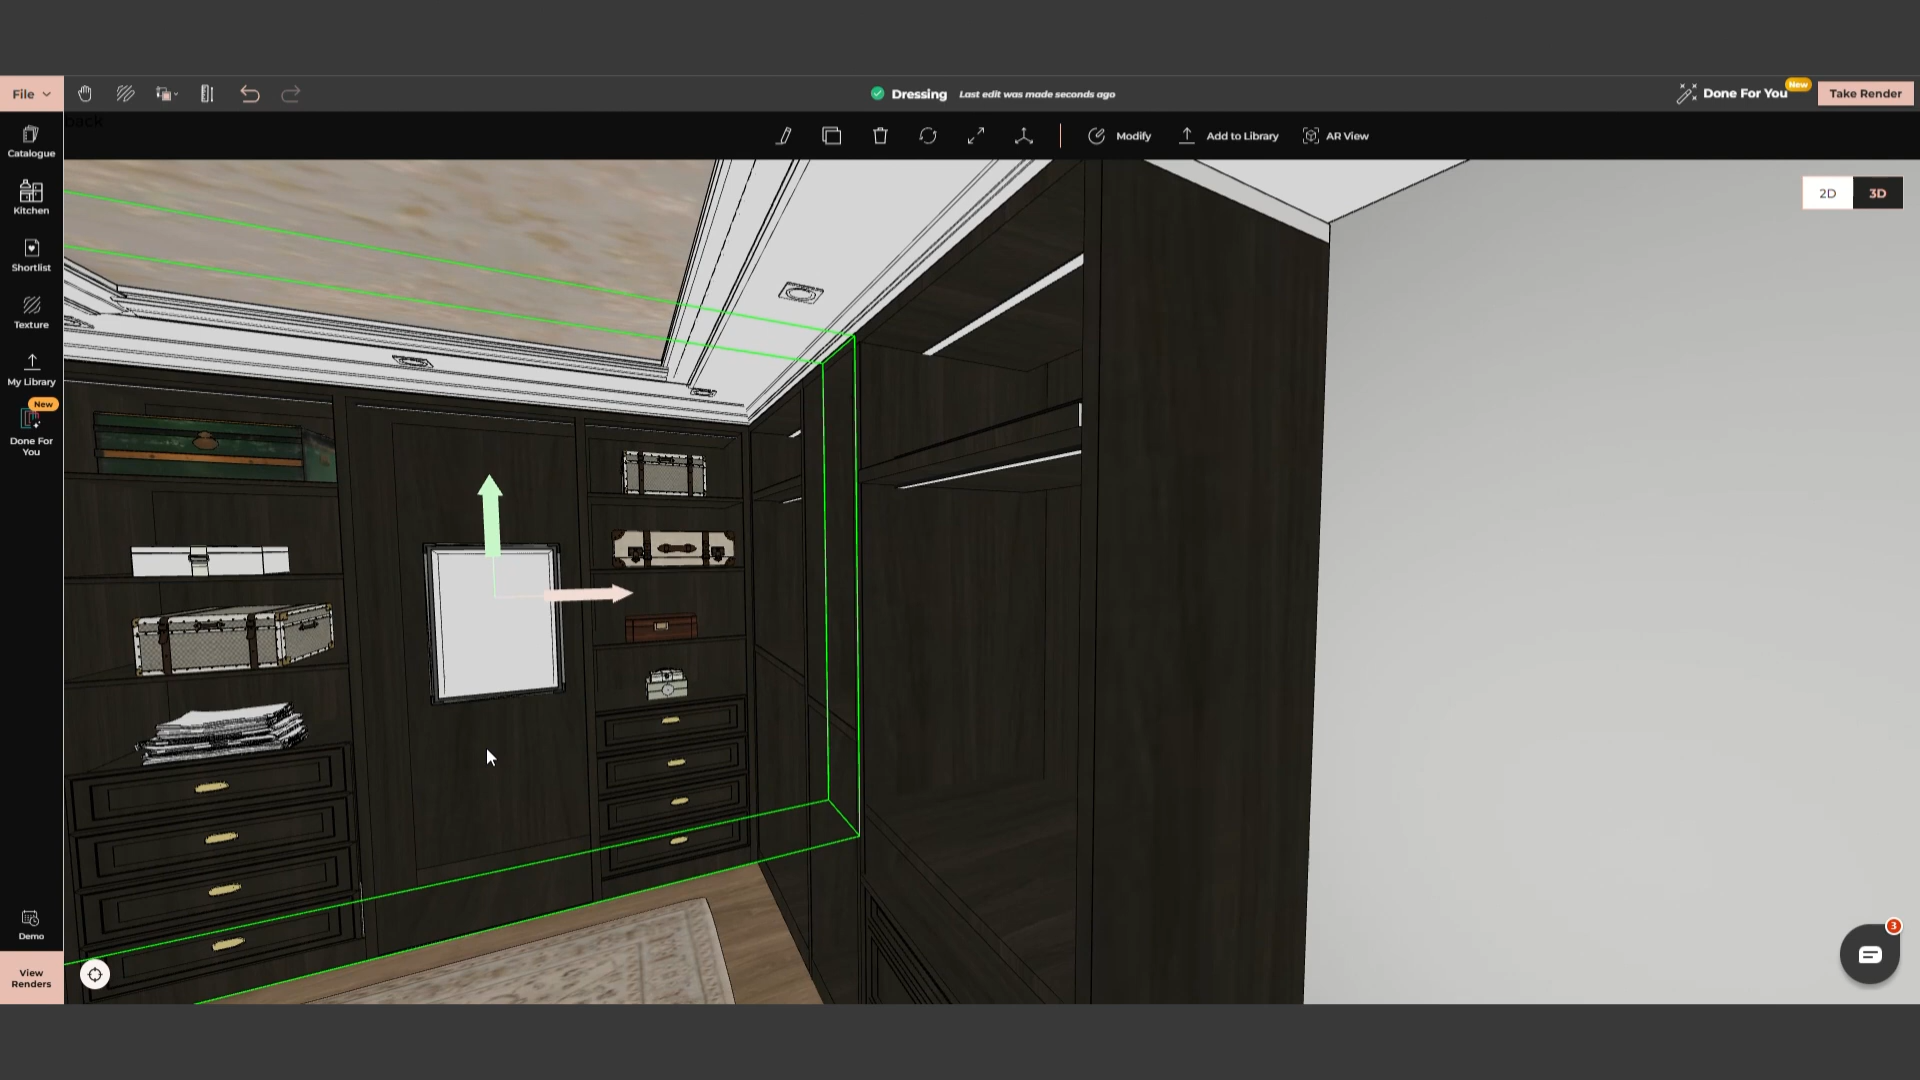 File
Dressing
Last edit was made seconds ago
Done For You
New
Take Render
back
Modify
Add to Library
AR View
Catalogue
Kitchen
Shortlist
Texture
My Library
New
Done For
You
Demo
View
Renders
2D
3D
3